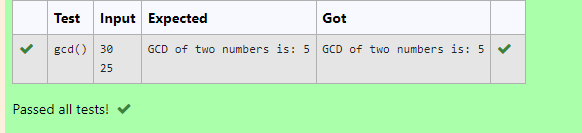 Test Input Expected Got
gcd() 30 GCD of two numbers is: 5 GCD of two numbers is: 5
25
Passed all tests!